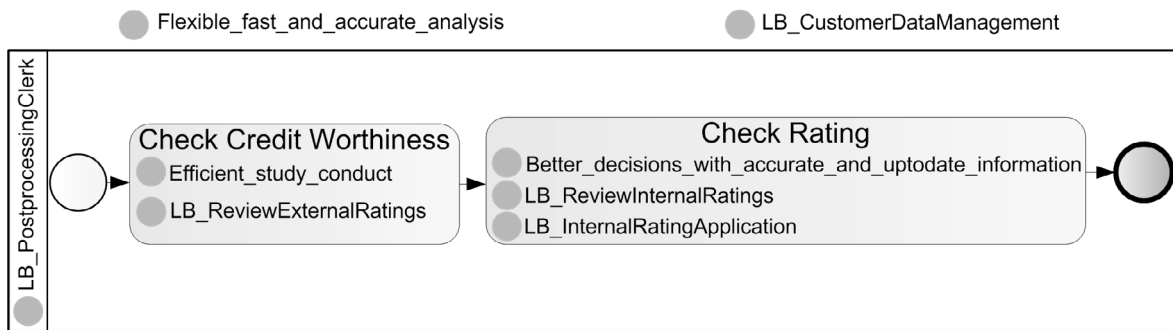 Flexible_fast_and_accurate_analysis
LB_CustomerDataManagement
LB_PostprocessingClerk
Check Credit Worthiness
Efficient_study_conduct
LB_ReviewExternalRatings
Check Rating
Better_decisions_with_accurate_and_uptodate_information
LB_ReviewInternalRatings
LB_InternalRatingApplication